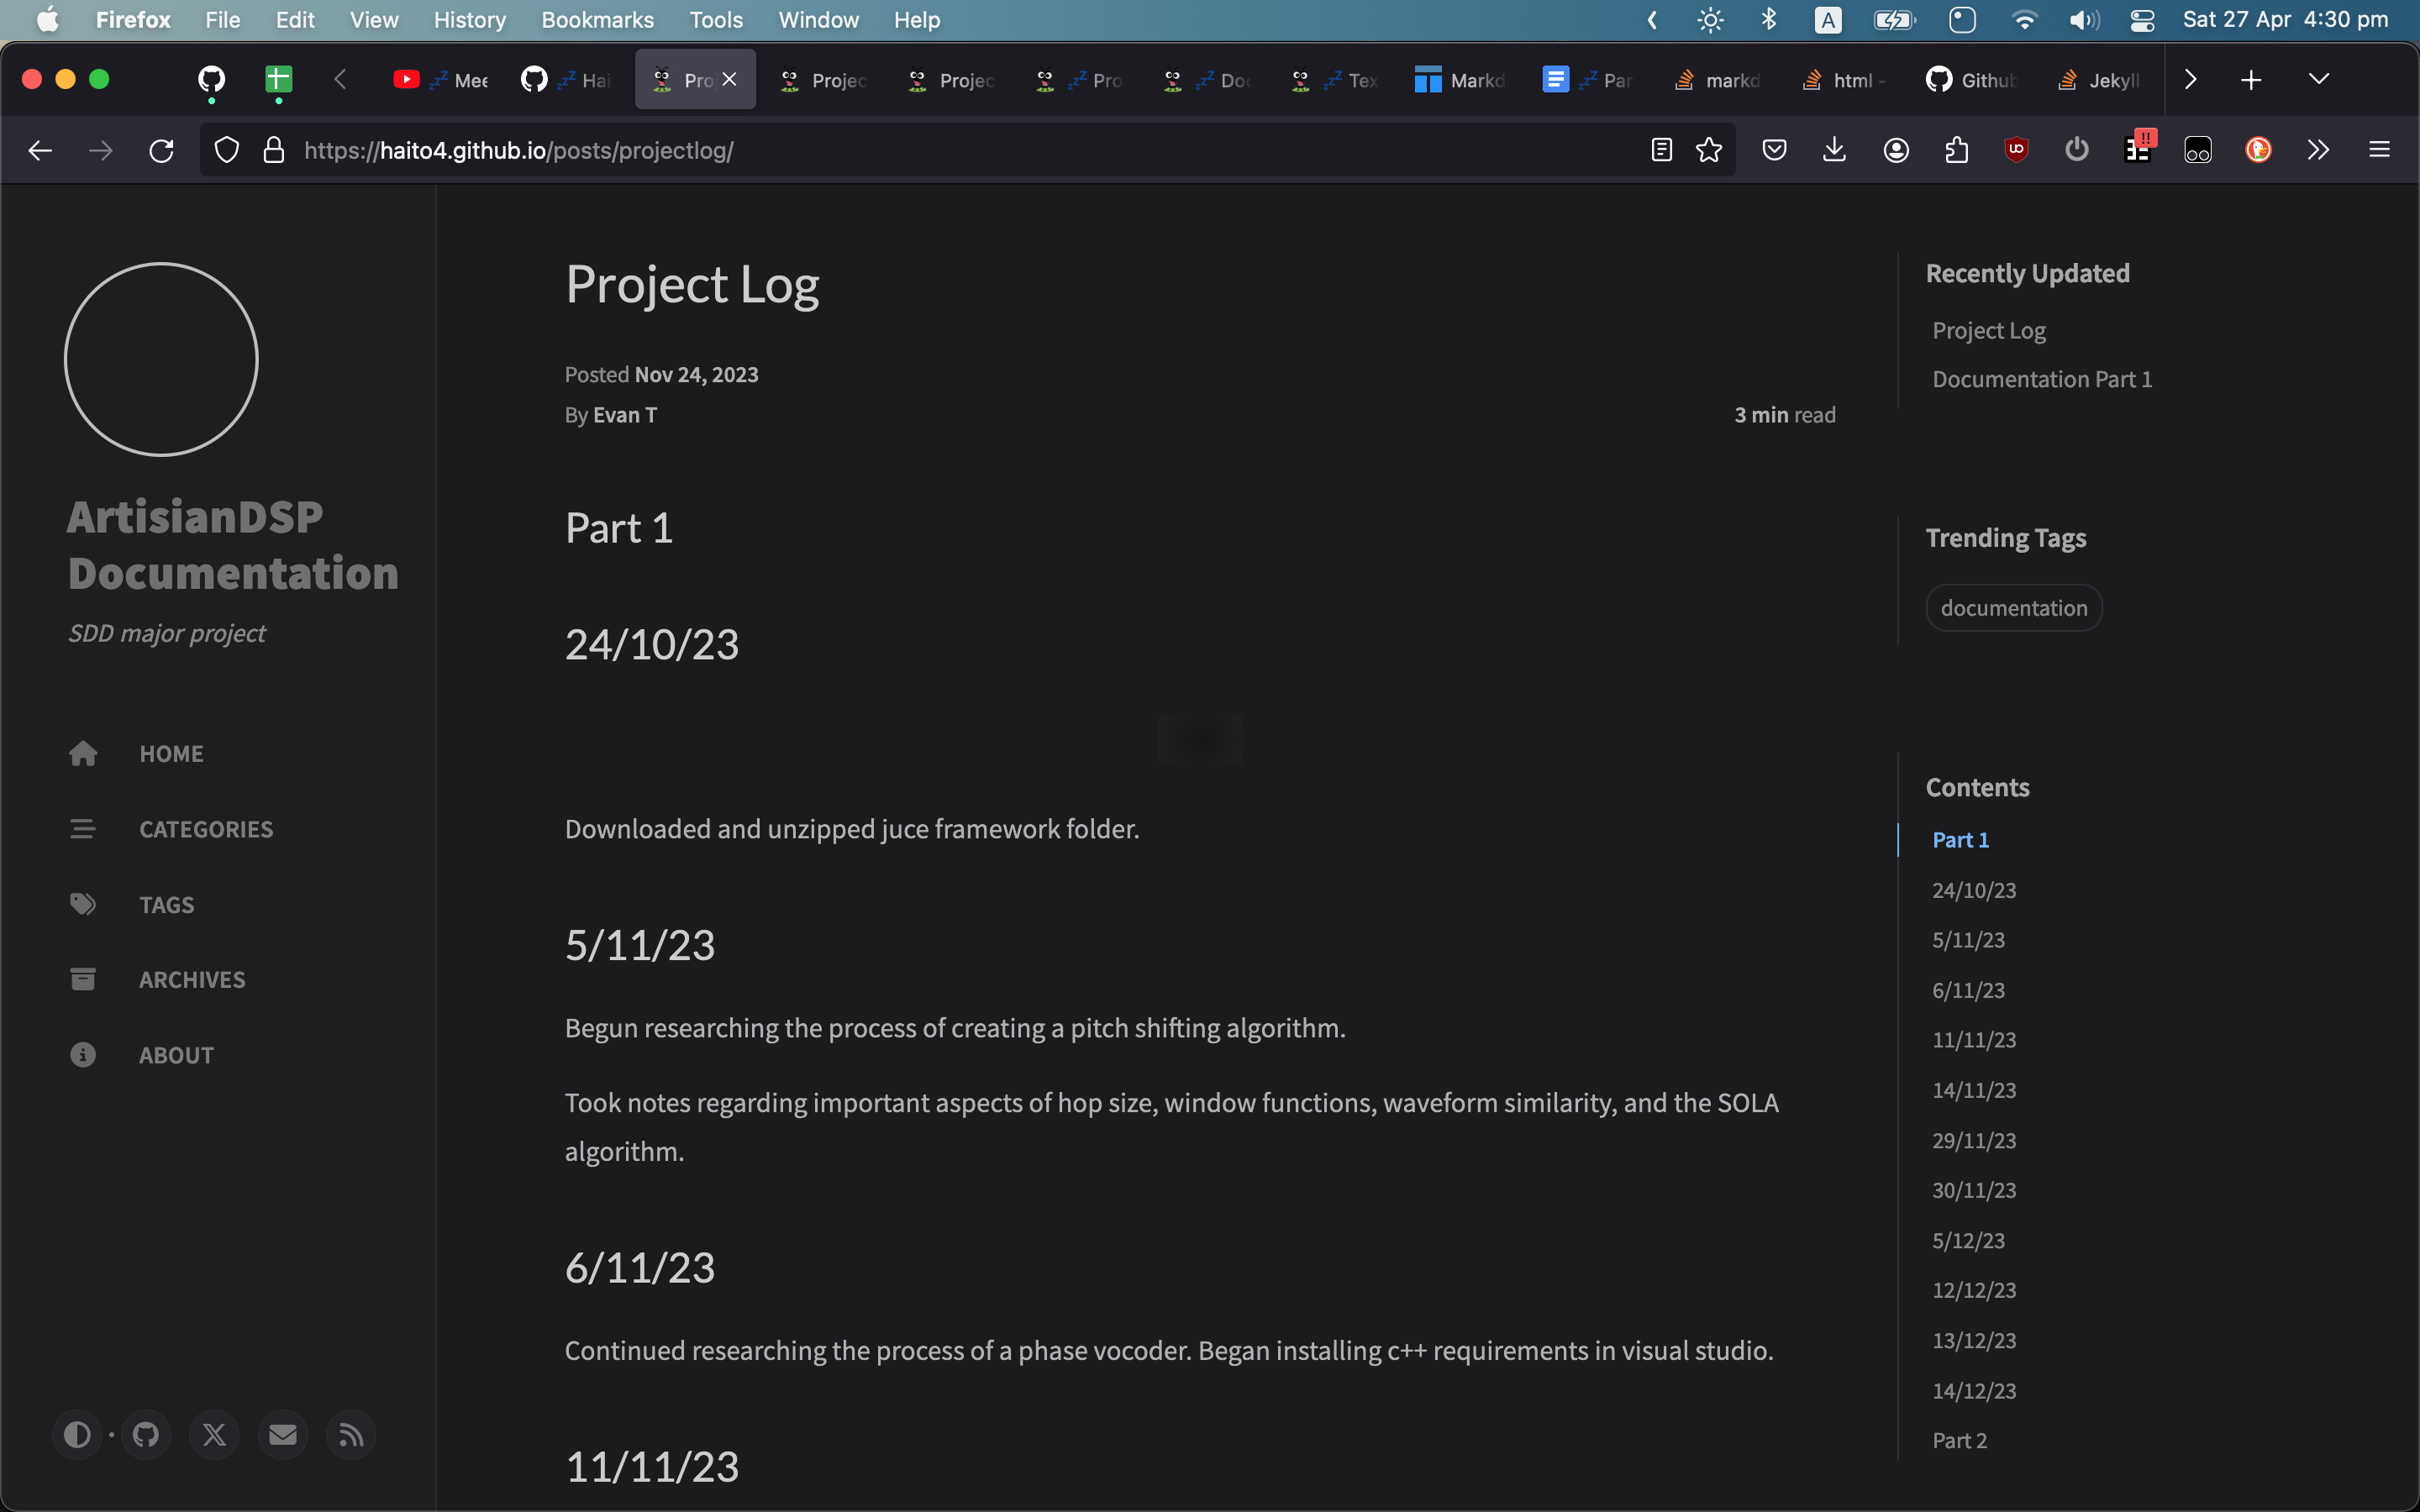 Firefox File Edit View History Bookmarks Tools Window Help A Sat 27 Apr 4:30 pm
Mee Hai Pro Projec Projec Pro Doc Tex Markd Par markd html - Github Jekyll
https://haito4.github.io/posts/projectlog/
ArtisianDSP
Documentation
SDD major project
HOME
CATEGORIES
TAGS
ARCHIVES
ABOUT
Project Log
Posted Nov 24, 2023
By Evan T
3 min read
Part 1
24/10/23
Downloaded and unzipped juce framework folder.
5/11/23
Begun researching the process of creating a pitch shifting algorithm.
Took notes regarding important aspects of hop size, window functions, waveform similarity, and the SOLA
algorithm.
6/11/23
Continued researching the process of a phase vocoder. Began installing c++ requirements in visual studio.
11/11/23
Recently Updated
Project Log
Documentation Part 1
Trending Tags
documentation
Contents
Part 1
24/10/23
5/11/23
6/11/23
11/11/23
14/11/23
29/11/23
30/11/23
5/12/23
12/12/23
13/12/23
14/12/23
Part 2